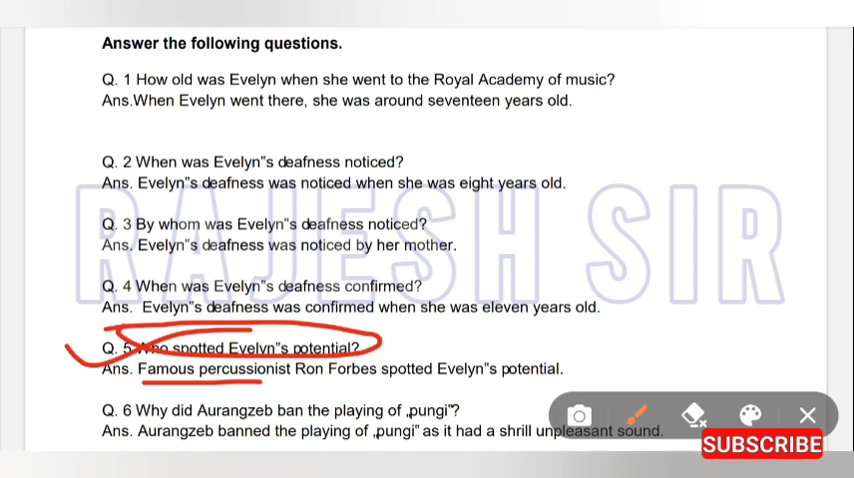 Answer the following questions.
Q. 1 How old was Evelyn when she went to the Royal Academy of music?
Ans.When Evelyn went there, she was around seventeen years old.
Q. 2 When was Evelyn"s deafness noticed?
Ans. Evelyn"s deafness was noticed when she was eight years old.
RAJESH SIR
Q. 3 By whom was Evelyn"s deafness noticed?
Ans. Evelyn"s deafness was noticed by her mother.
Q. 4 When was Evelyn"s deafness confirmed?
Ans. Evelyn"s deafness was confirmed when she was eleven years old.
Q. 5 Who spotted Evelyn"s potential?
Ans. Famous percussionist Ron Forbes spotted Evelyn"s potential.
Q. 6 Why did Aurangzeb ban the playing of „pungi"?
Ans. Aurangzeb banned the playing of „pungi" as it had a shrill unpleasant sound.
SUBSCRIBE